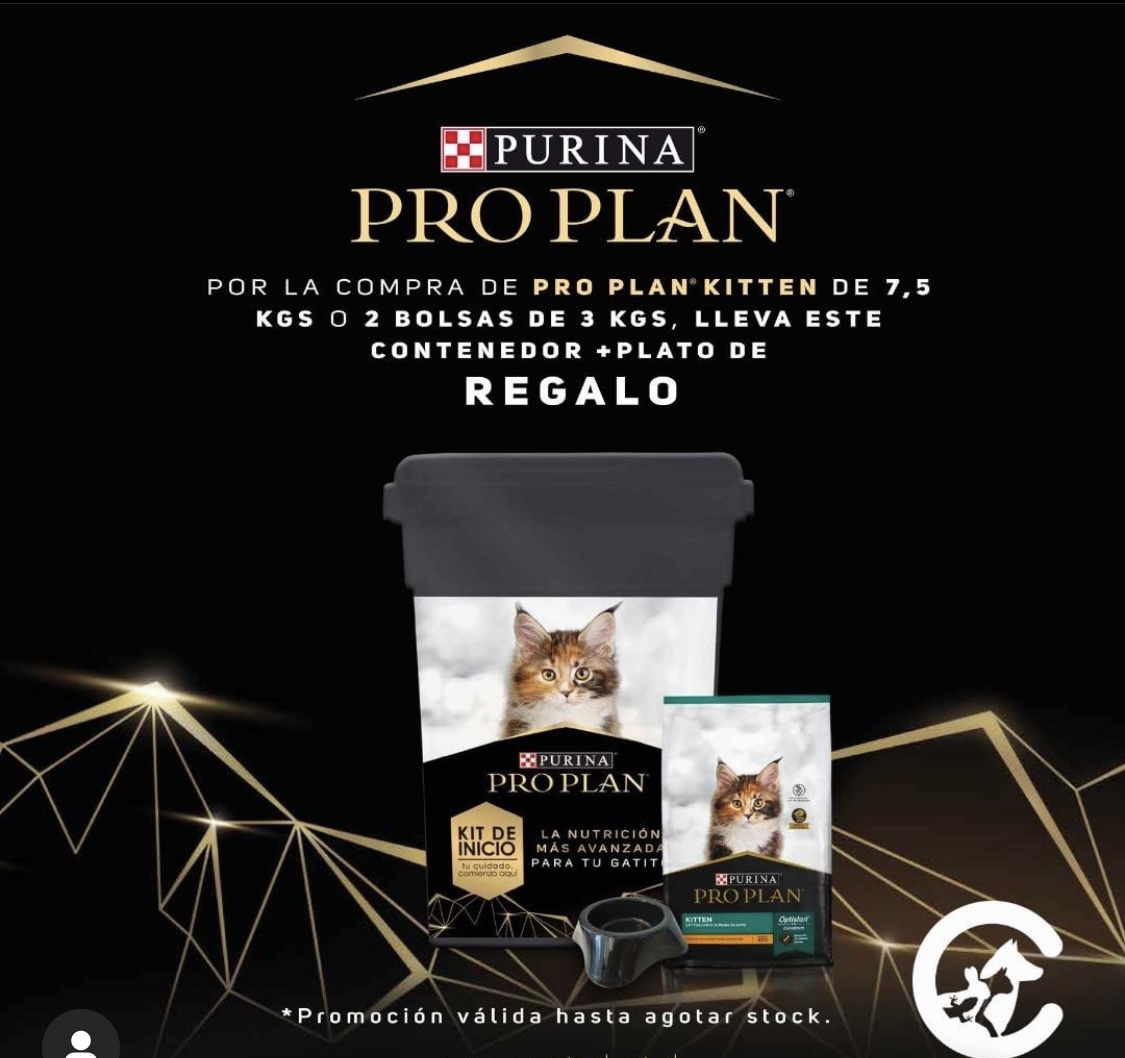 PURINA®
PRO PLAN®
POR LA COMPRA DE PRO PLAN® KITTEN DE 7,5
KGS O 2 BOLSAS DE 3 KGS, LLEVA ESTE
CONTENEDOR +PLATO DE
REGALO
PURINA
PRO PLAN
KIT DE
INICIO
tu cuidado,
comienza aquí
LA NUTRICIÓN
MÁS AVANZADA
PARA TU GATIT
PURINA
PRO PLAN
KITTEN
Optistart
*Promoción válida hasta agotar stock.